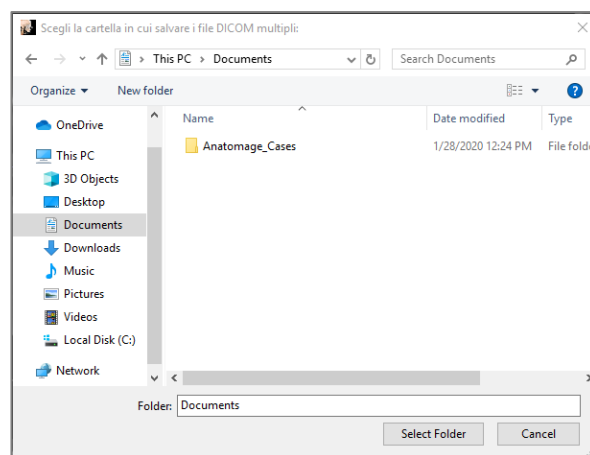 Scegli la cartella in cui salvare i file DICOM multipli:
This PC > Documents
Search Documents
Organize
New folder
?
Name
Date modified
Type
OneDrive
This PC
3D Objects
Desktop
Documents
Downloads
Music
Pictures
Videos
Local Disk (C:)
Network
Anatomage_Cases
1/28/2020 12:24 PM
File folde
Folder: Documents
Select Folder
Cancel